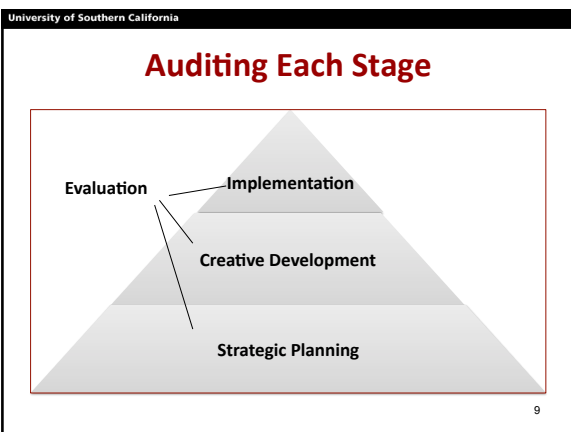 University of Southern California
Auditing Each Stage
Evaluation
Implementation
Creative Development
Strategic Planning
9